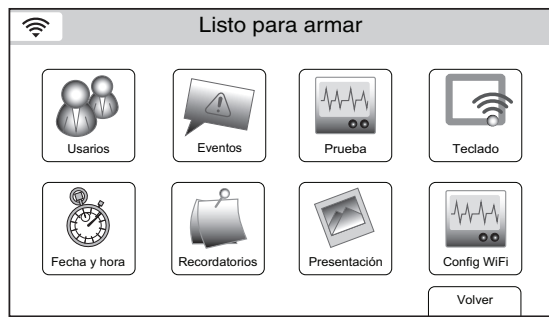 Listo para armar
Usarios
Eventos
Prueba
Teclado
Fecha y hora
Recordatorios
Presentación
Config WiFi
Volver